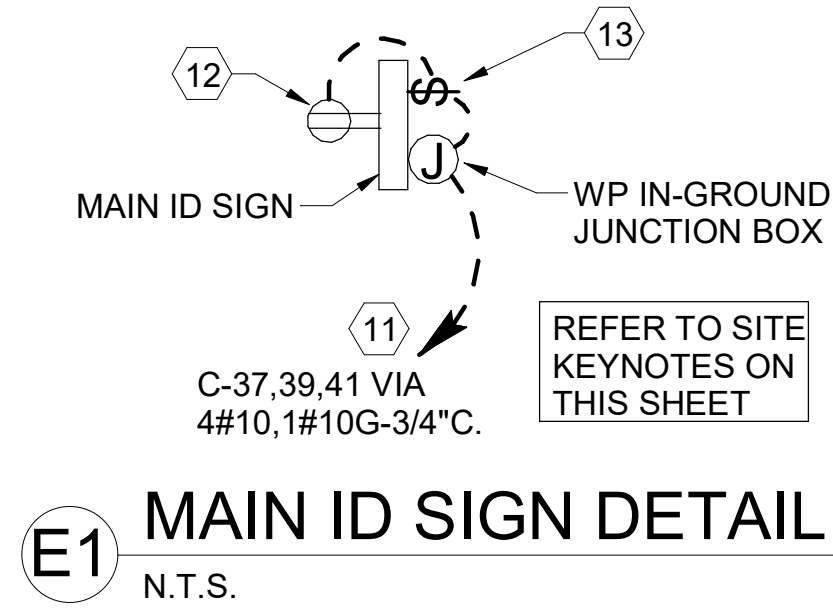 12
13
S
J
MAIN ID SIGN
WP IN-GROUND
JUNCTION BOX
11
C-37,39,41 VIA
4#10,1#10G-3/4"C.
REFER TO SITE
KEYNOTES ON
THIS SHEET
E1
MAIN ID SIGN DETAIL
N.T.S.